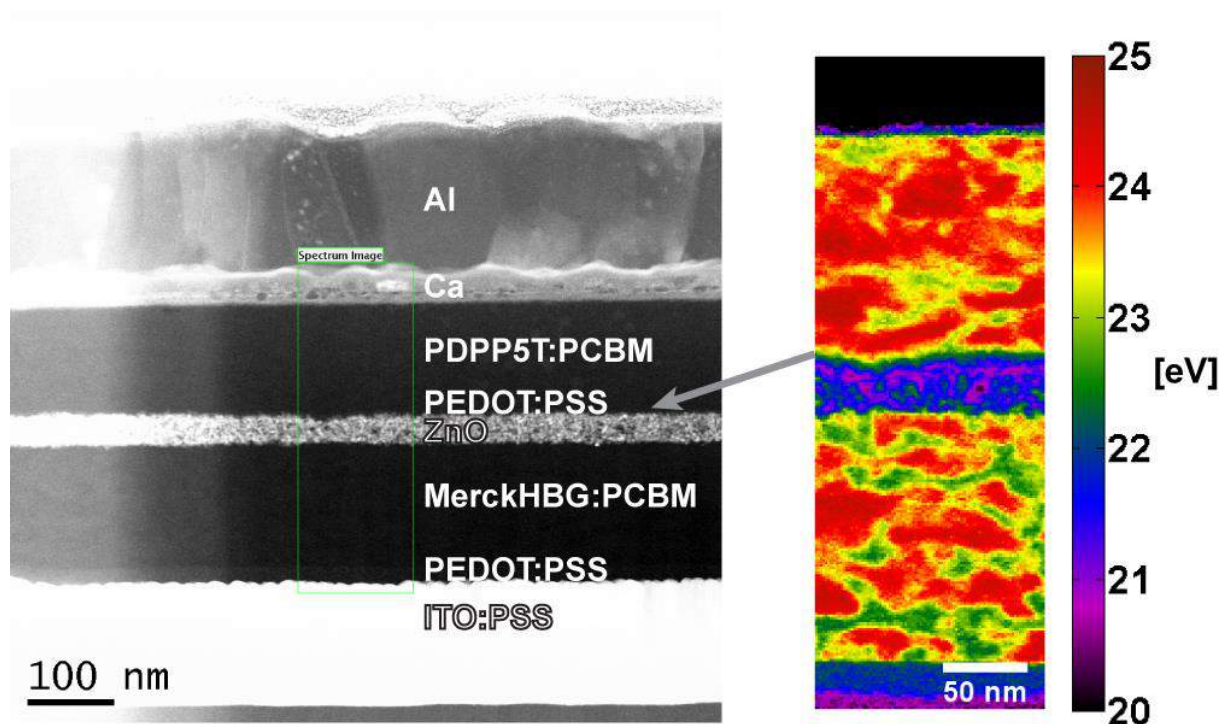 Al
Spectrum Image
Ca
PDPP5T:PCBM
PEDOT:PSS
ZnO
MerckHBG:PCBM
PEDOT:PSS
ITO:PSS
100 nm
50 nm
25
24
23
[eV]
22
21
20